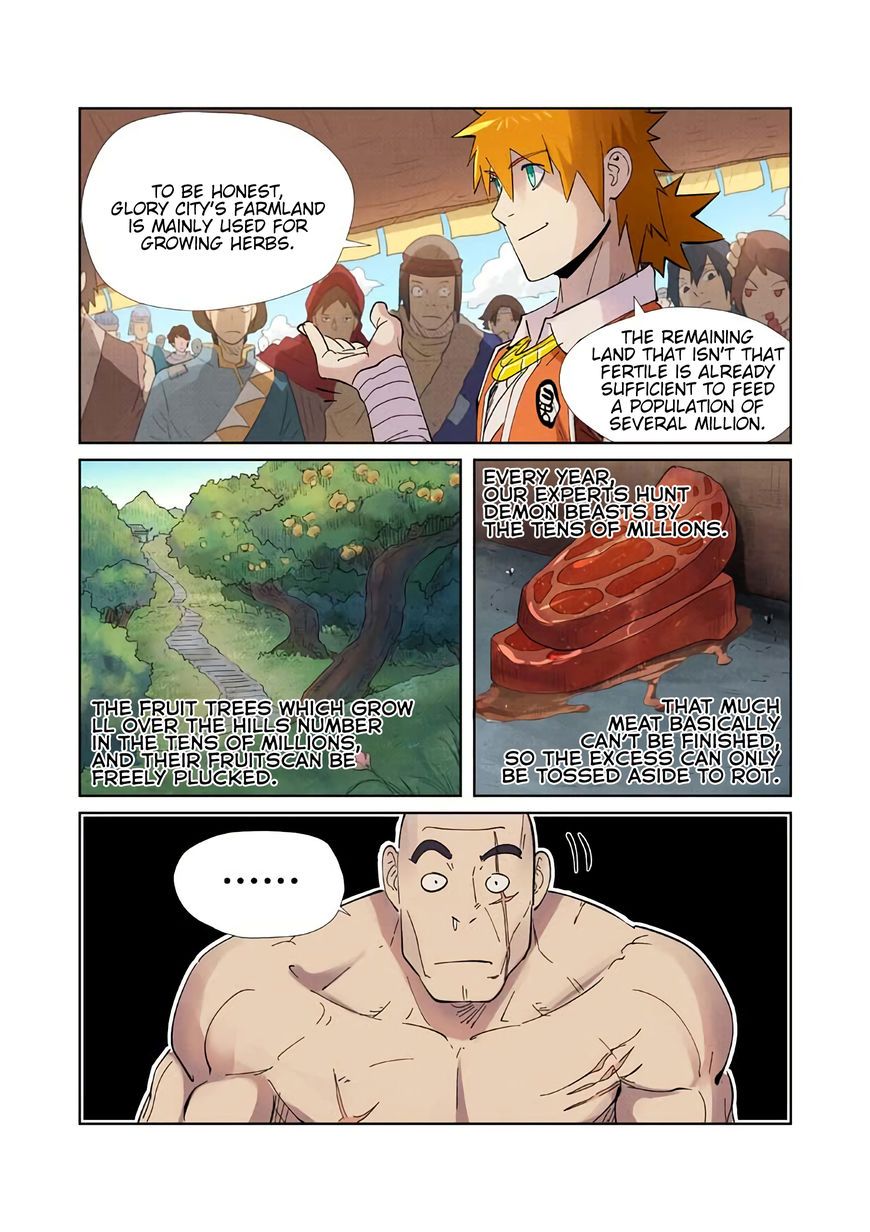 TO BE HONEST,
GLORY CITY'S FARMLAND
IS MAINLY USED FOR
GROWING HERBS.
THE REMAINING
LAND THAT ISN'T THAT
FERTILE IS ALREADY
SUFFICIENT TO FEED
A POPULATION OF
SEVERAL MILLION.
THE FRUIT TREES WHICH GROW
LL OVER THE HILLS NUMBER
IN THE TENS OF MILLIONS,
AND THEIR FRUITSCAN BE
FREELY PLUCKED.
EVERY YEAR,
OUR EXPERTS HUNT
DEMON BEASTS BY
THE TENS OF MILLIONS.
THAT MUCH
MEAT BASICALLY
CAN'T BE FINISHED,
SO THE EXCESS CAN ONLY
BE TOSSED ASIDE TO ROT.
......